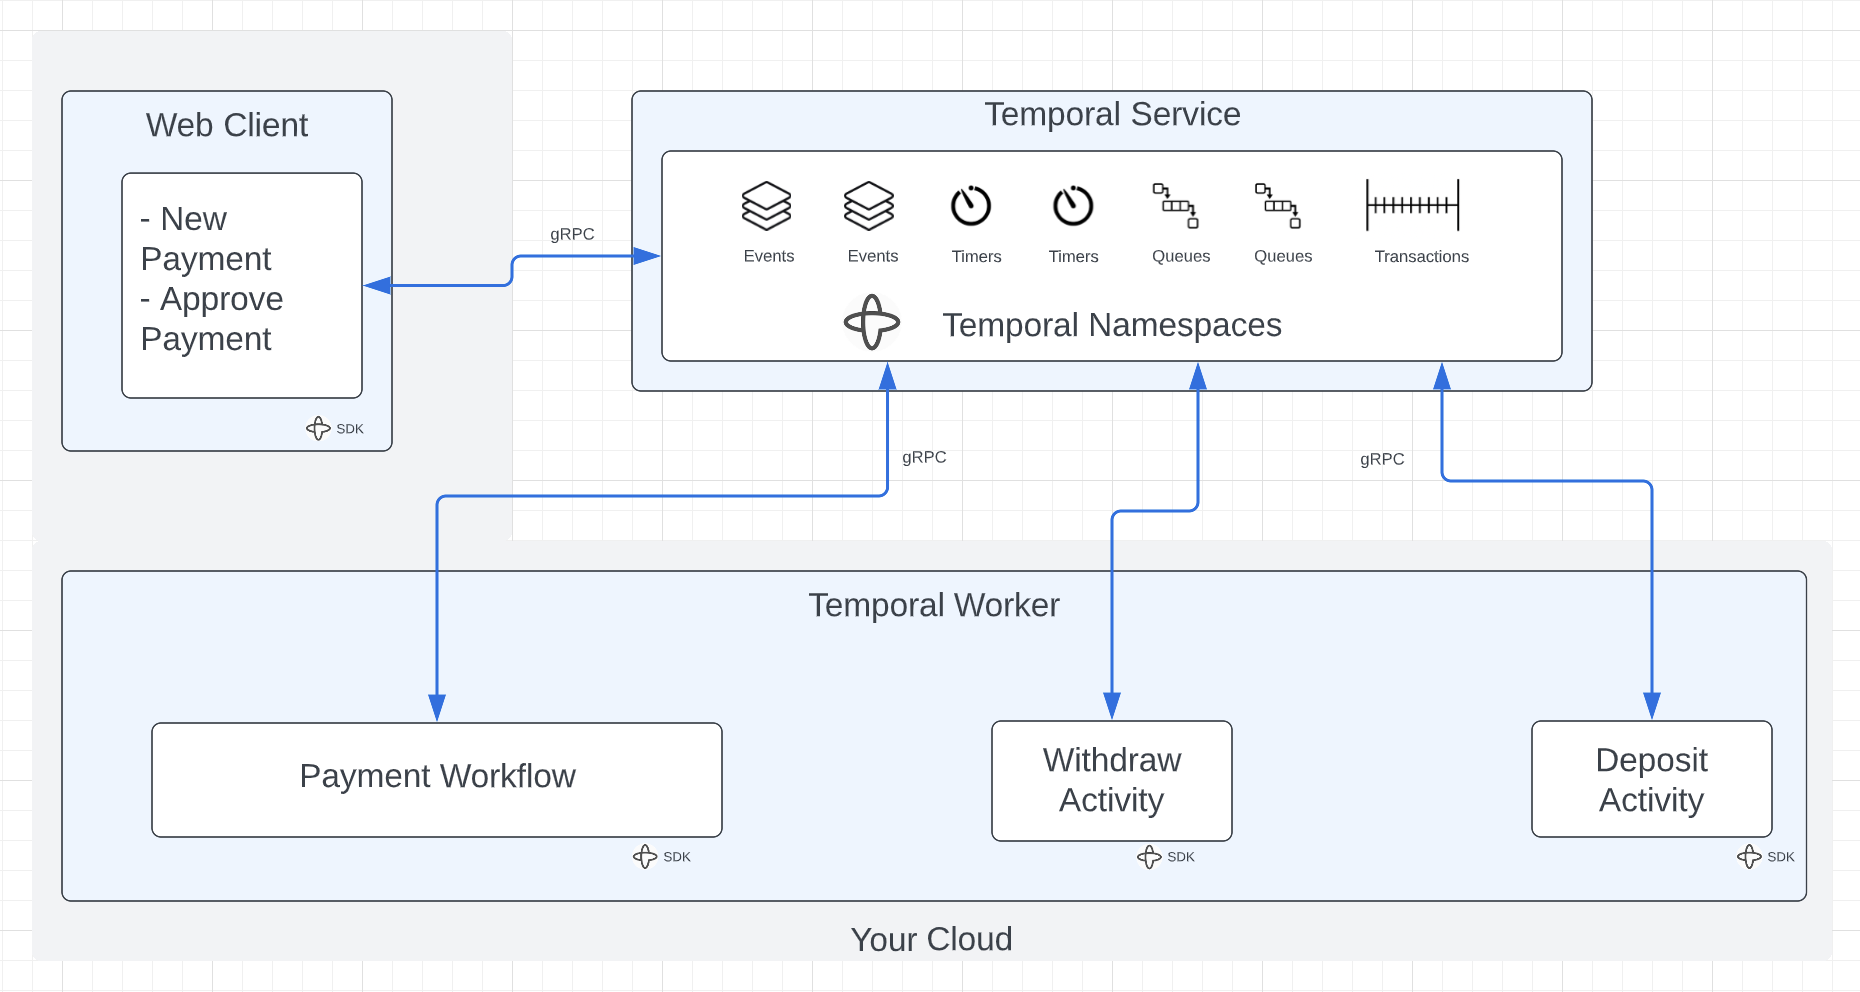 Web Client
- New
Payment
- Approve
Payment
SDK
gRPC
Temporal Service
Events
Events
Timers
Timers
Queues
Queues
Transactions
Temporal Namespaces
gRPC
gRPC
Temporal Worker
Payment Workflow
SDK
Withdraw
Activity
SDK
Deposit
Activity
SDK
Your Cloud